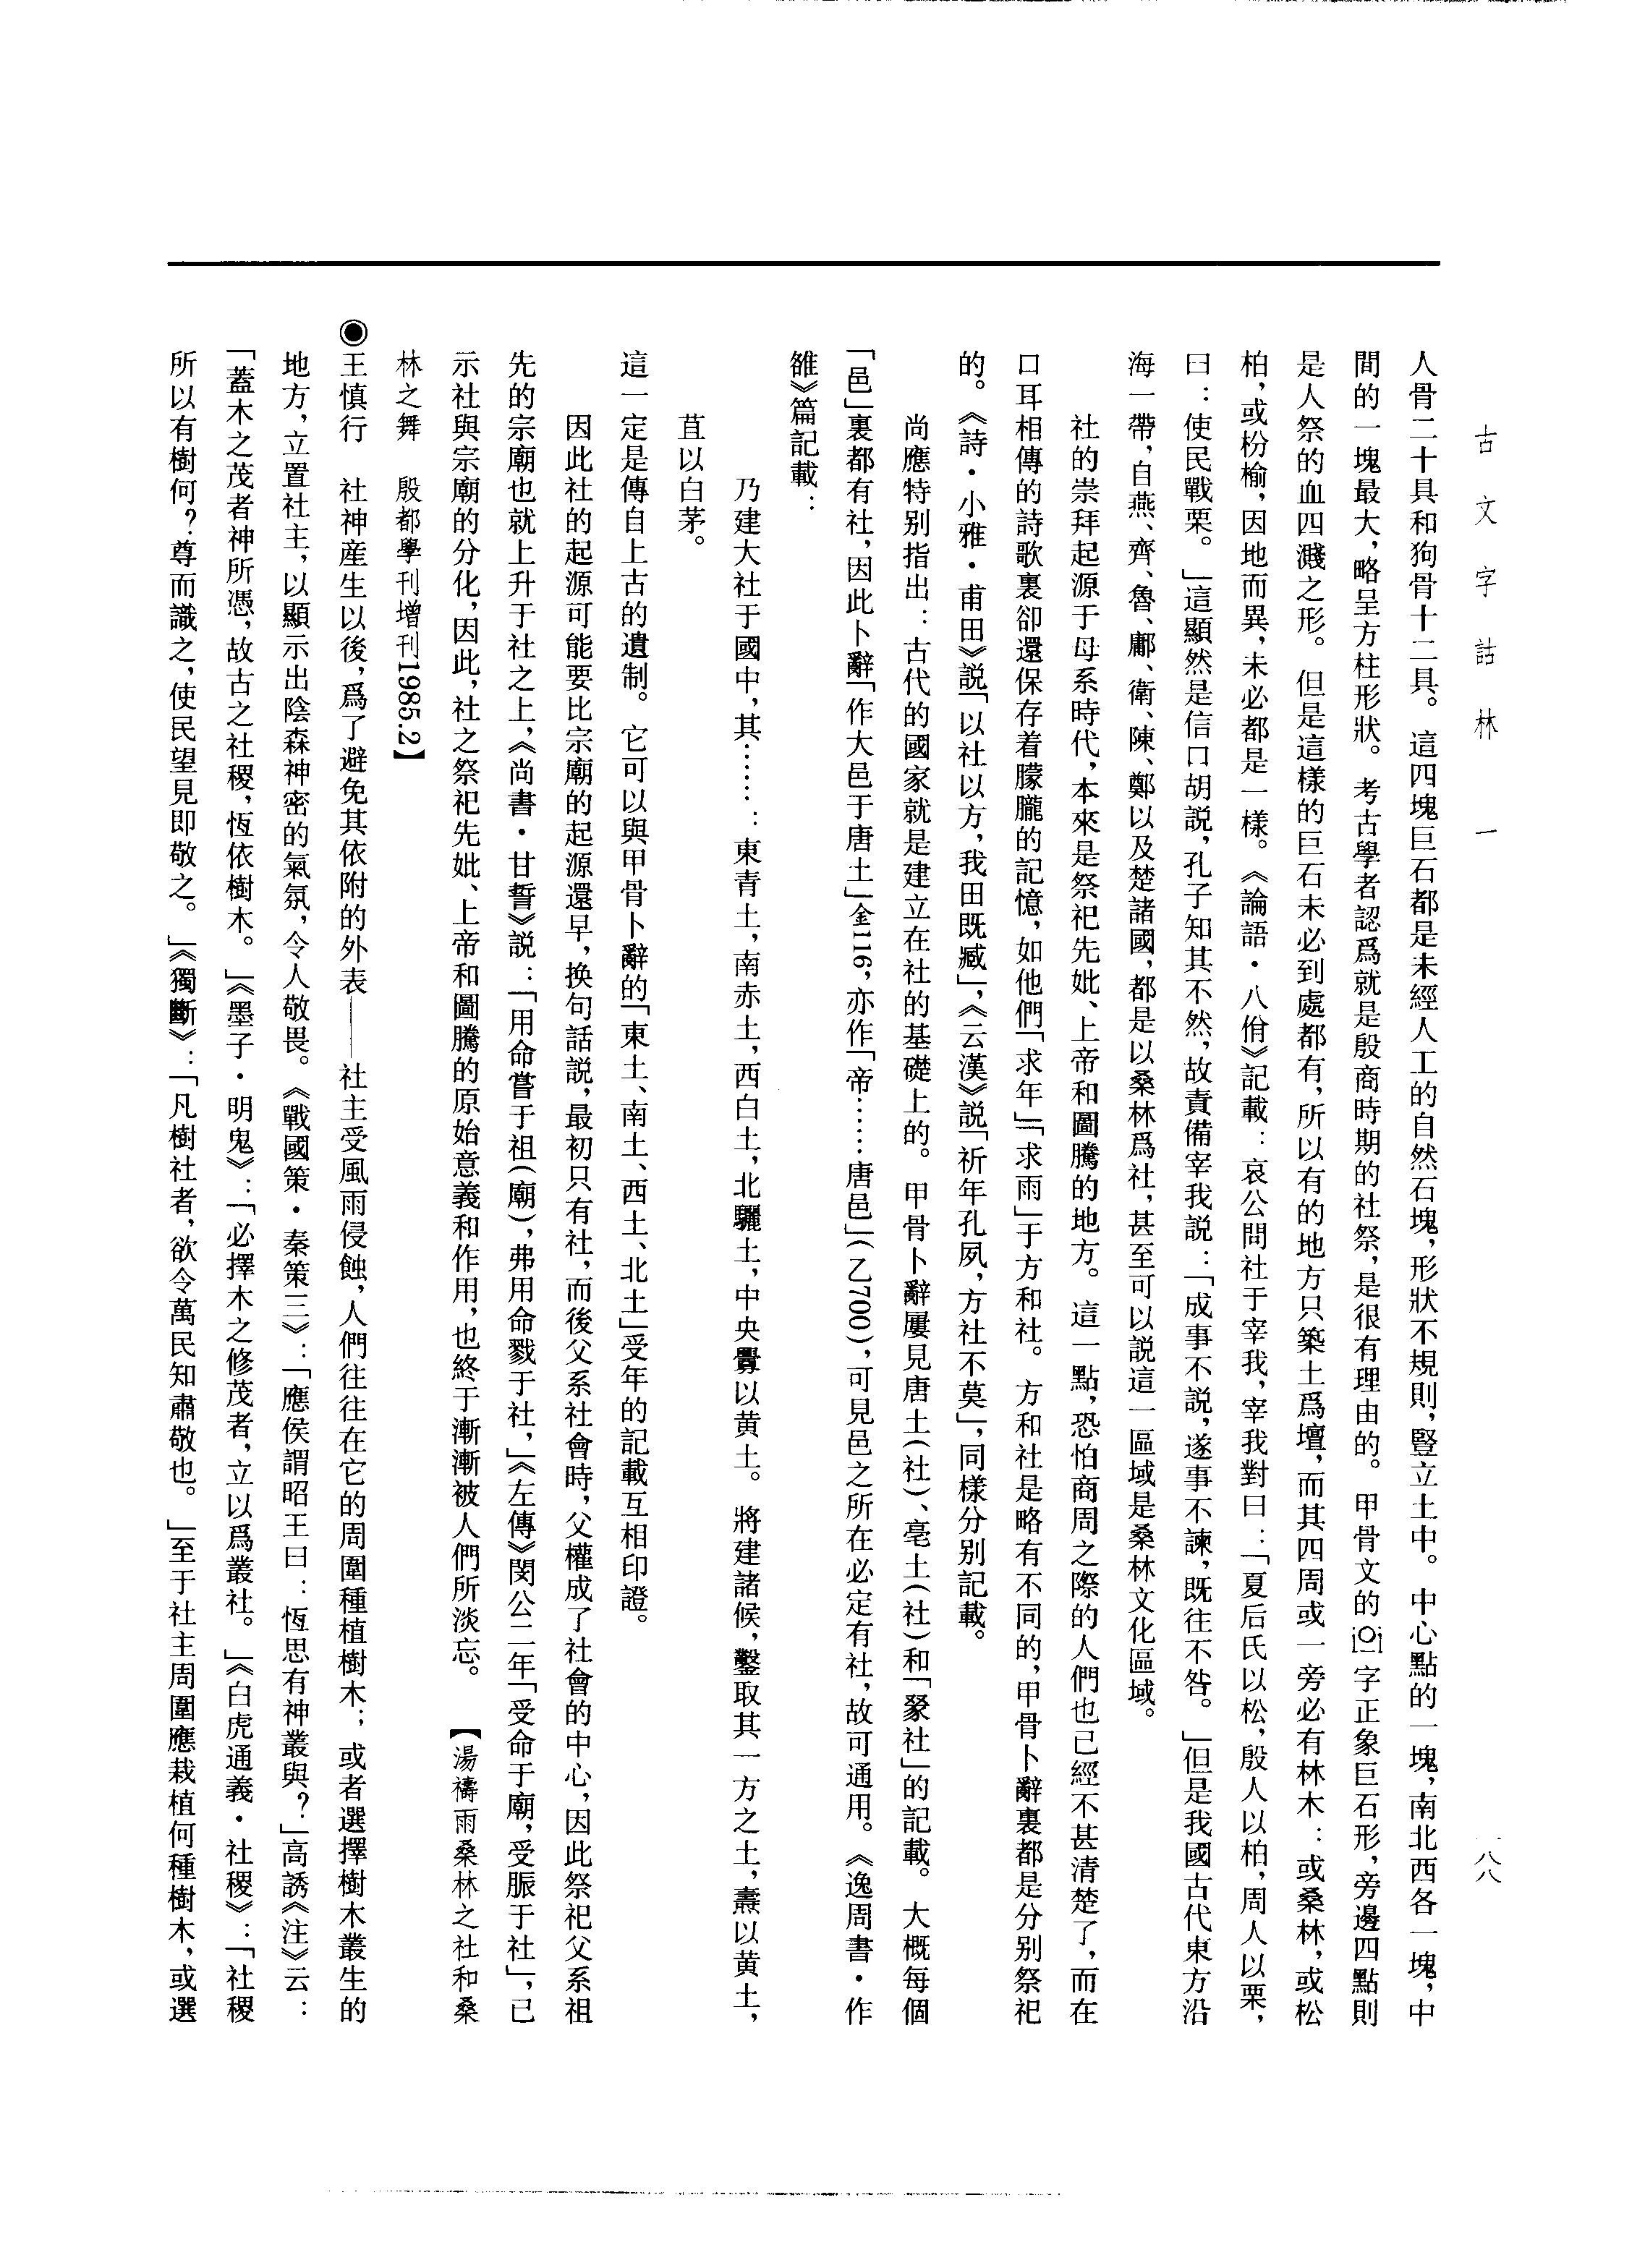 古文字詁林　一
一八八
人骨二十具和狗骨十二具。這四塊巨石都是未經人工的自然石塊，形狀不規則，豎立土中。中心點的一塊，南北西各一塊，中
間的一塊最大，略呈方柱形狀。考古學者認爲就是殷商時期的社祭，是很有理由的。甲骨文的字正象巨石形，旁邊四點則
是人祭的血四濺之形。但是這樣的巨石未必到處都有，所以有的地方只築土爲壇，而其四周或一旁必有林木：或桑林，或松
柏，或枌榆，因地而異，未必都是一樣。《論語·八佾》記載：哀公問社于宰我，宰我對曰：「夏后氏以松，殷人以柏，周人以栗，
曰：使民戰栗。」這顯然是信口胡説，孔子知其不然，故責備宰我説：「成事不説，遂事不諫，既往不咎。」但是我國古代東方沿
海一帶，自燕、齊、魯、鄘、衛、陳、鄭以及楚諸國，都是以桑林爲社，甚至可以説這一區域是桑林文化區域。
社的崇拜起源于母系時代，本來是祭祀先妣、上帝和圖騰的地方。這一點，恐怕商周之際的人們也已經不甚清楚了，而在
口耳相傳的詩歌裏卻還保存着朦朧的記憶，如他們「求年」「求雨」于方和社。方和社是略有不同的，甲骨卜辭裏都是分别祭祀
的。《詩·小雅·甫田》説「以社以方，我田既臧」，《云漢》説「祈年孔夙，方社不莫」，同樣分别記載。
尚應特别指出：古代的國家就是建立在社的基礎上的。甲骨卜辭屢見唐土（社）、亳土（社）和「社」的記載。大概每個
「邑」裏都有社，因此卜辭「作大邑于唐土」金116，亦作「帝……唐邑」（乙700），可見邑之所在必定有社，故可通用。《逸周書·作
雒》篇記載：
乃建大社于國中，其……：東青土，南赤土，西白土，北驪土，中央舋以黄土。將建諸候，鑿取其一方之土，燾以黄土，
苴以白茅。
這一定是傳自上古的遺制。它可以與甲骨卜辭的「東土、南土、西土、北土」受年的記載互相印證。
因此社的起源可能要比宗廟的起源還早，换句話説，最初只有社，而後父系社會時，父權成了社會的中心，因此祭祀父系祖
先的宗廟也就上升于社之上，《尚書·甘誓》説：「用命嘗于祖（廟），弗用命戮于社，」《左傳》閔公二年「受命于廟，受脤于社」，已
示社與宗廟的分化，因此，社之祭祀先妣、上帝和圖騰的原始意義和作用，也終于漸漸被人們所淡忘。　【湯禱雨桑林之社和桑
林之舞　殷都學刊增刊1985.2】
◉王慎行　社神産生以後，爲了避免其依附的外表——社主受風雨侵蝕，人們往往在它的周圍種植樹木；或者選擇樹木叢生的
地方，立置社主，以顯示出陰森神密的氣氛，令人敬畏。《戰國策·秦策三》：「應侯謂昭王曰：恆思有神叢與？」高誘《注》云：
「蓋木之茂者神所憑，故古之社稷，恆依樹木。」《墨子·明鬼》：「必擇木之修茂者，立以爲叢社。」《白虎通義·社稷》：「社稷
所以有樹何？尊而識之，使民望見即敬之。」《獨斷》：「凡樹社者，欲令萬民知肅敬也。」至于社主周圍應栽植何種樹木，或選